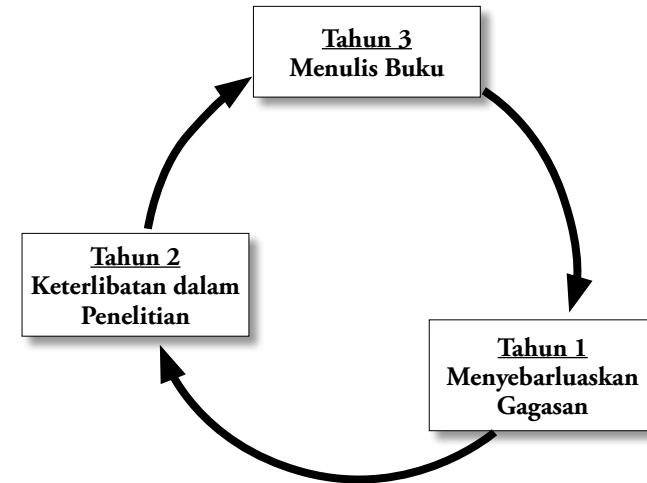 Tahun 3
Menulis Buku
Tahun 2
Keterlibatan dalam
Penelitian
Tahun 1
Menyebarluaskan
Gagasan